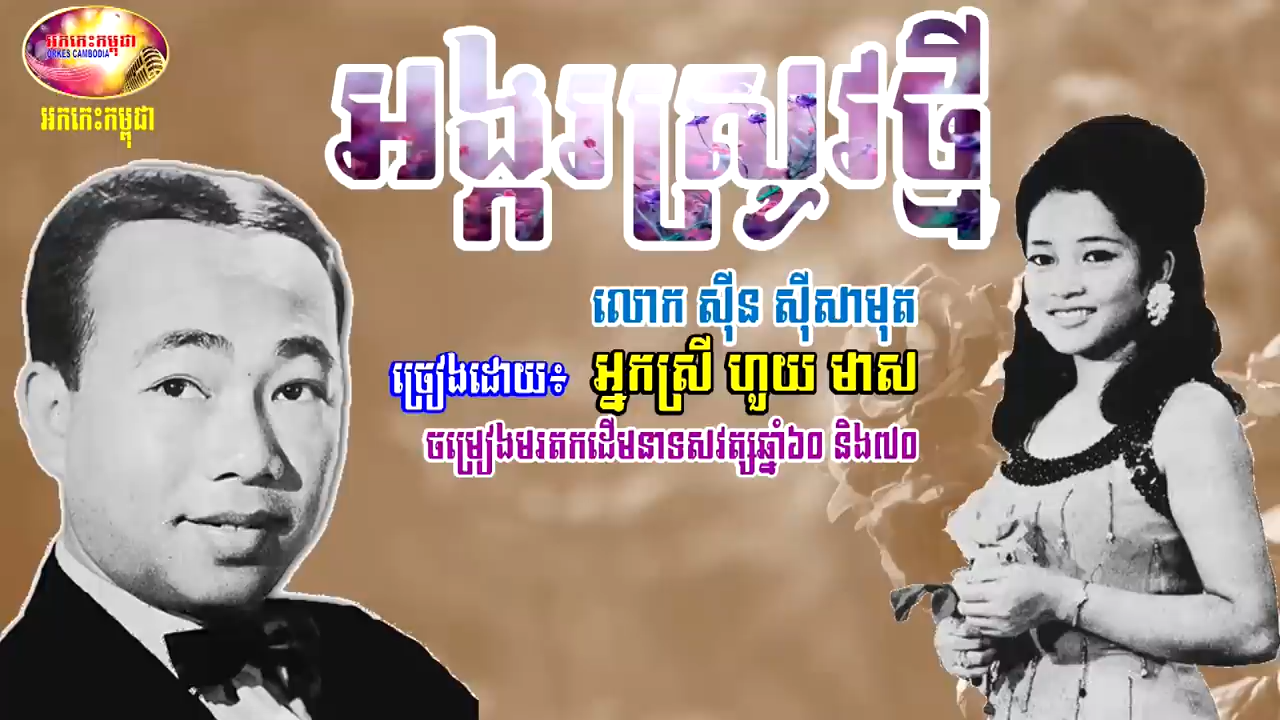 អកកេះកម្ពុជា
ORKES CAMBODIA
អកកេះកម្ពុជា
អង្ករស្រូវថ្មី
លោក ស៊ីន ស៊ីសាមុត
ច្រៀងដោយ៖ អ្នកស្រី ហួយ មាស
ចម្រៀងមរតកដើមនាទសវត្សឆ្នាំ៦០ និង៧០